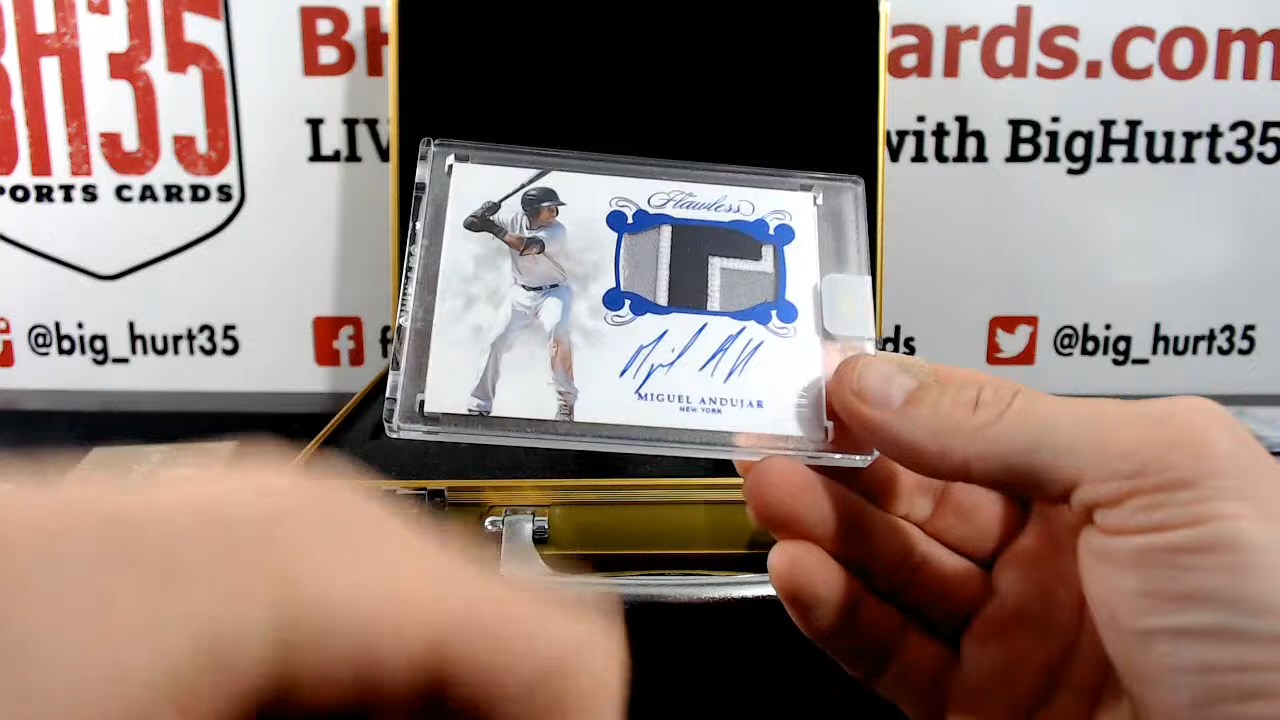 BH35
PORTS CARDS
BH
ards.com
LIV
with BigHurt35
@big_hurt35
f
ds
@big_hurt35
Flawless
MIGUEL ANDUJAR
NEW YORK